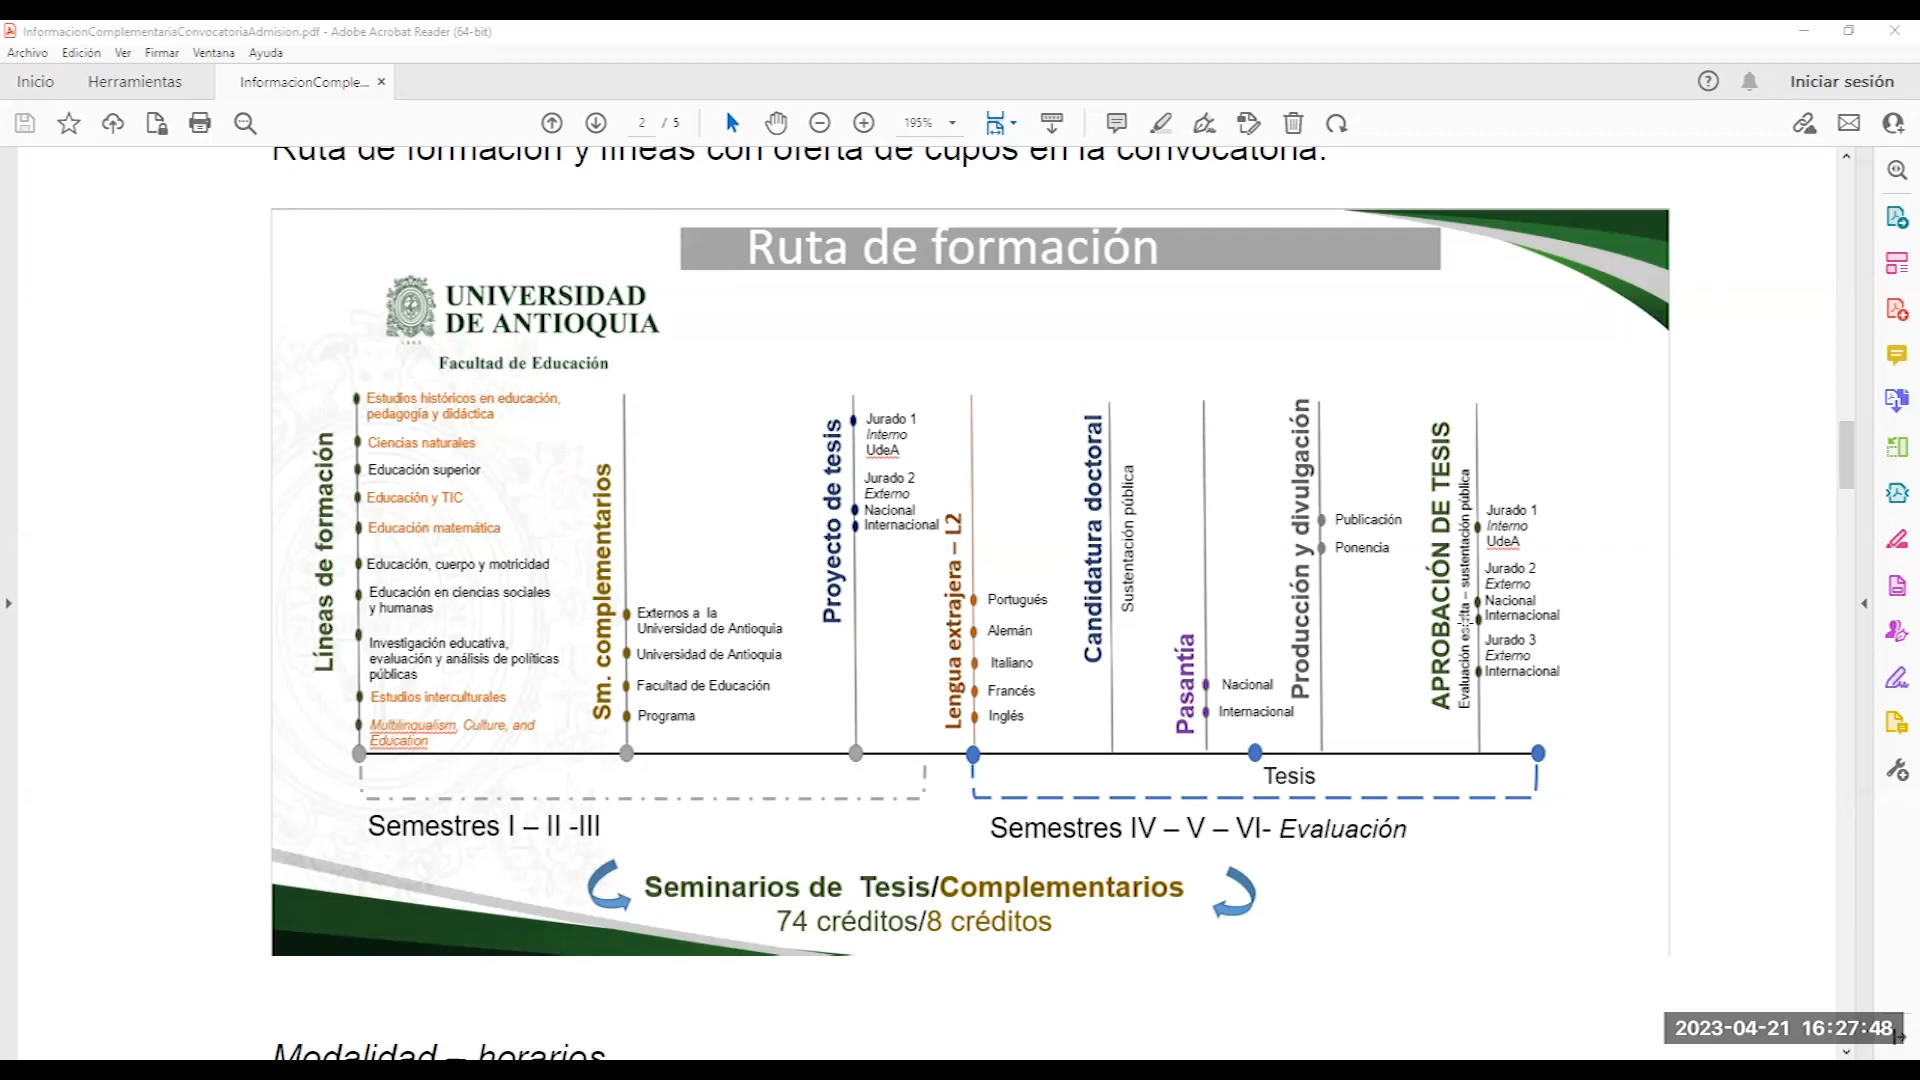 InformacionComplementariaConvocatoriaAdmision.pdf - Adobe Acrobat Reader (64-bit)
Archivo Edición Ver Firmar Ventana Ayuda
Inicio Herramientas InformacionComple... × Iniciar sesión
2 / 5 195%
Ruta de formación y líneas con oferta de cupos en la convocatoria.
Ruta de formación
UNIVERSIDAD
DE ANTIOQUIA
1803
Facultad de Educación
Líneas de formación
Estudios históricos en educación,
pedagogía y didáctica
Ciencias naturales
Educación superior
Educación y TIC
Educación matemática
Educación, cuerpo y motricidad
Educación en ciencias sociales
y humanas
Investigación educativa,
evaluación y análisis de políticas
públicas
Estudios interculturales
Multilingualism, Culture, and
Education
Sm. complementarios
Externos a la
Universidad de Antioquia
Universidad de Antioquia
Facultad de Educación
Programa
Proyecto de tesis
Jurado 1
Interno
UdeA
Jurado 2
Externo
Nacional
Internacional
Lengua extrajera – L2
Portugués
Alemán
Italiano
Francés
Inglés
Candidatura doctoral
Sustentación pública
Pasantía
Nacional
Internacional
Producción y divulgación
Publicación
Ponencia
APROBACIÓN DE TESIS
Evaluación escrita – sustentación pública
Jurado 1
Interno
UdeA
Jurado 2
Externo
Nacional
Internacional
Jurado 3
Externo
Internacional
Tesis
Semestres I – II -III
Semestres IV – V – VI- Evaluación
Seminarios de Tesis/Complementarios
74 créditos/8 créditos
Modalidad – horarios
2023-04-21 16:27:48